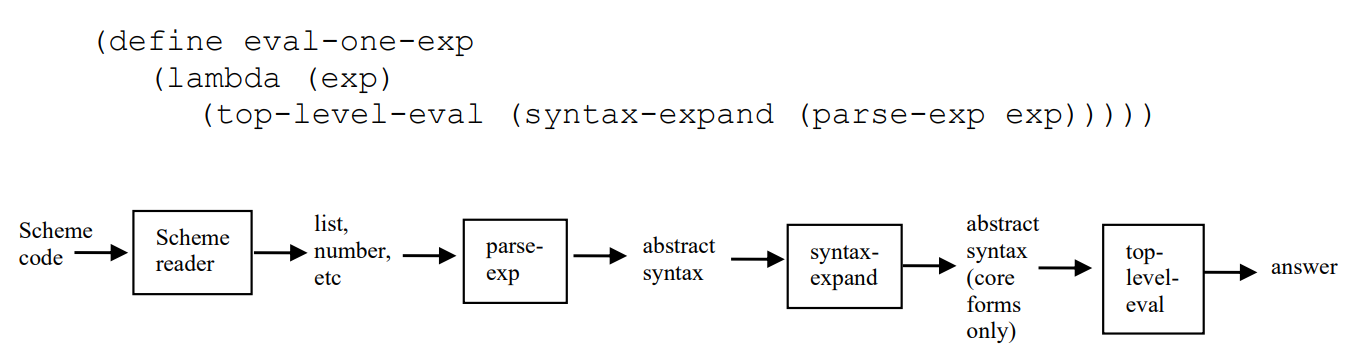 (define eval-one-exp
(lambda (exp)
(top-level-eval (syntax-expand (parse-exp exp)))))
Scheme
code
Scheme
reader
list,
number,
etc
parse-
exp
abstract
syntax
syntax-
expand
abstract
syntax
(core
forms
only)
top-
level-
eval
answer